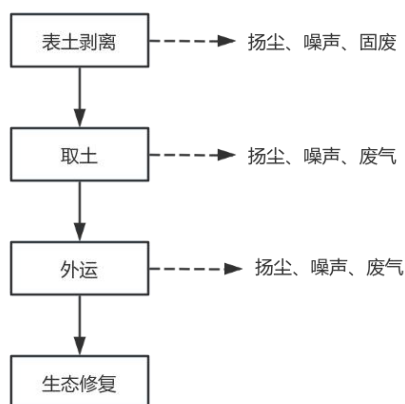 表土剥离
扬尘、噪声、固废
取土
扬尘、噪声、废气
外运
扬尘、噪声、废气
生态修复